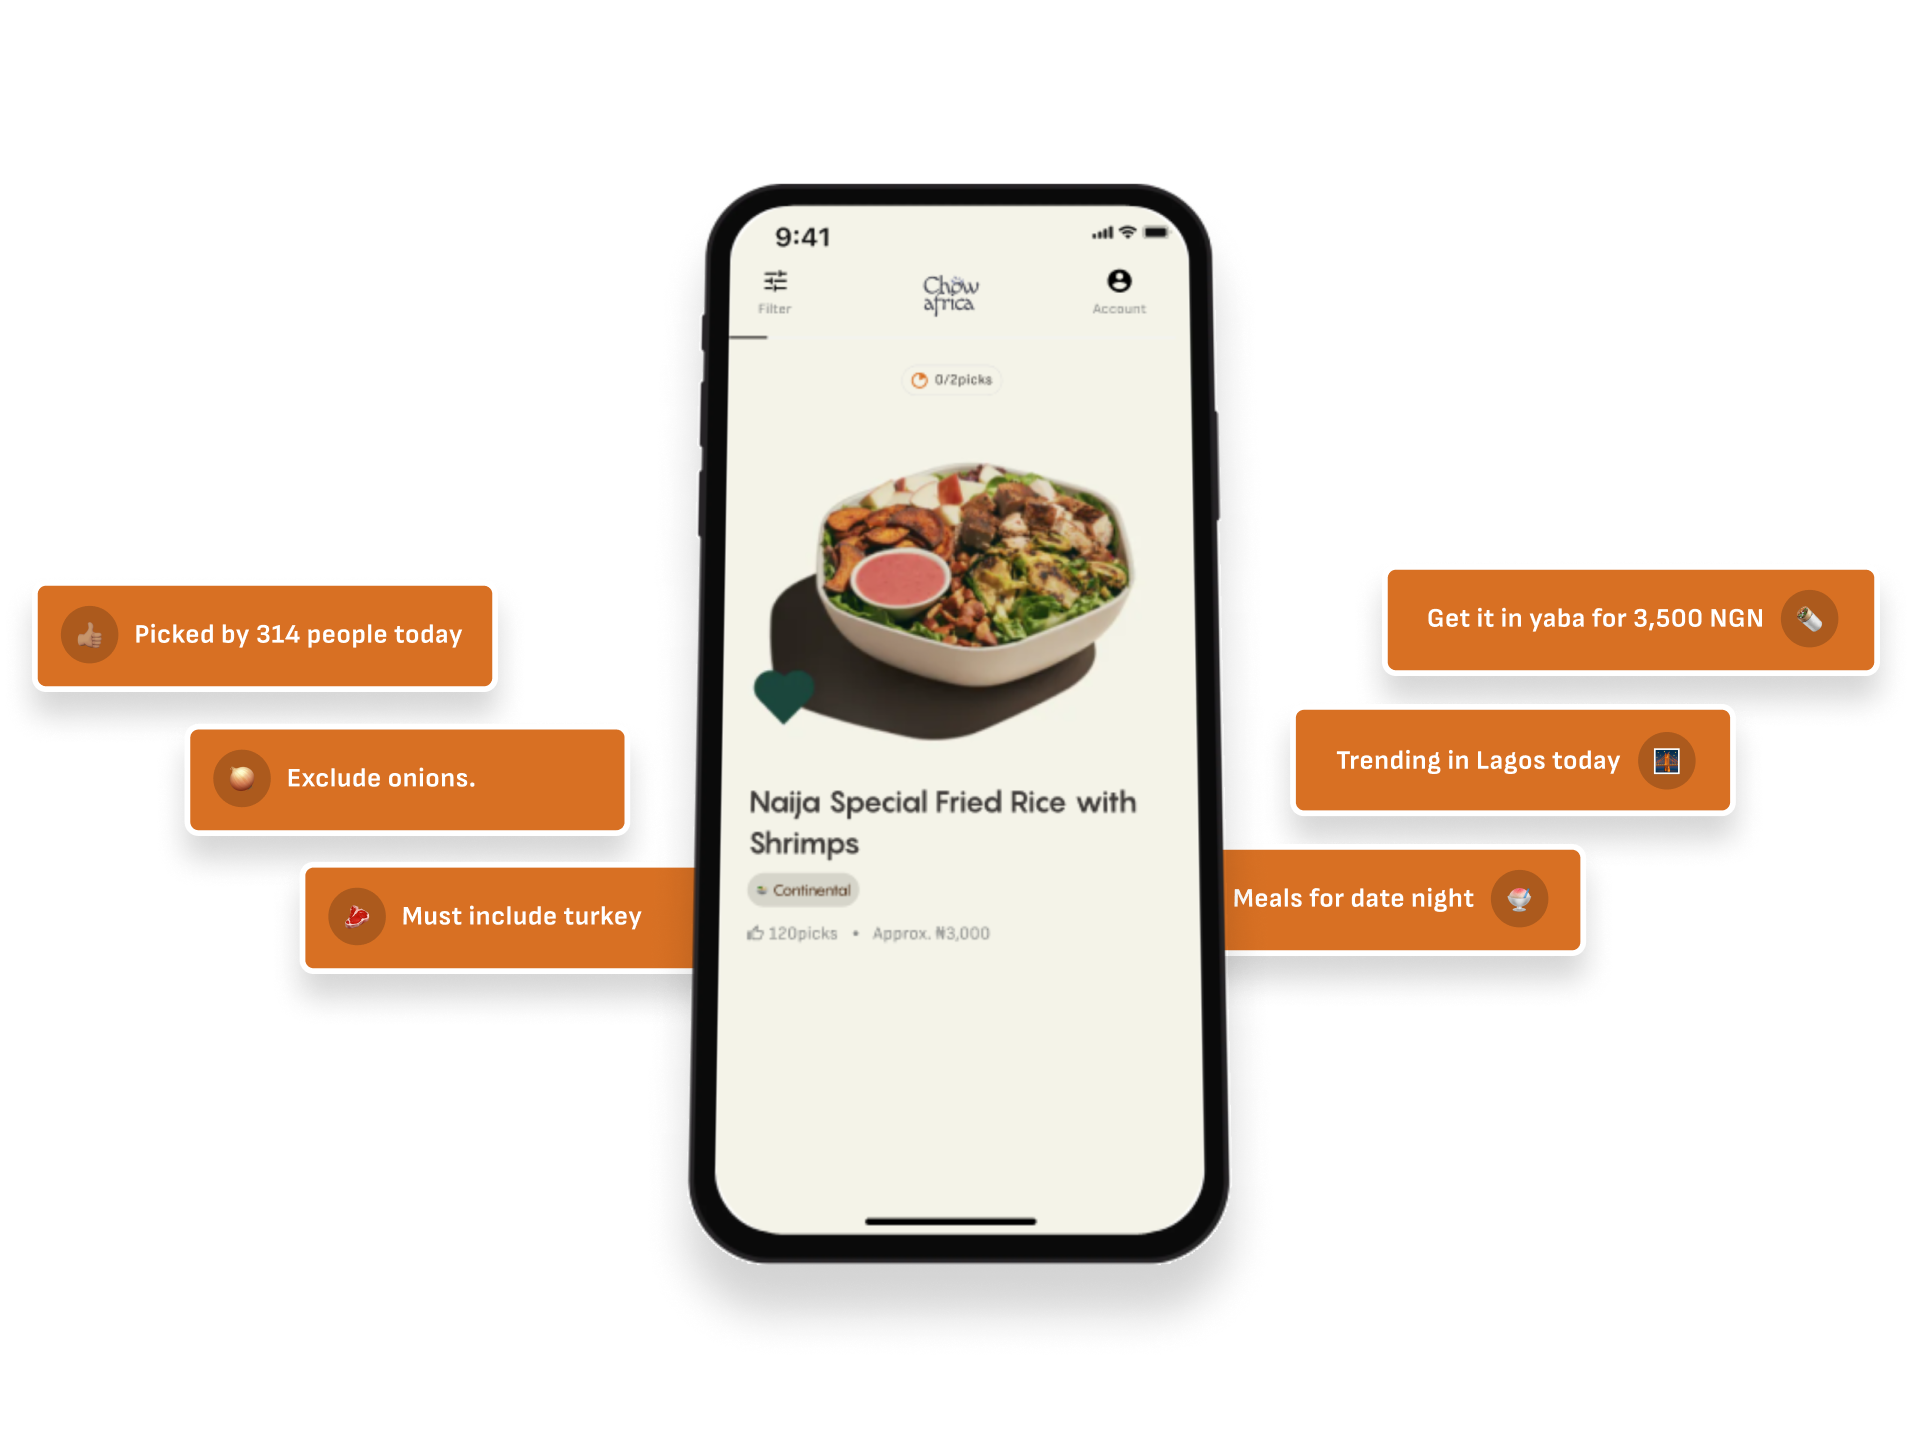 9:41
Filter
Chow
africa
Account
0/2picks
Picked by 314 people today
Exclude onions.
Must include turkey
Get it in yaba for 3,500 NGN
Trending in Lagos today
Meals for date night
Naija Special Fried Rice with
Shrimps
Continental
120picks • Approx. ₦3,000